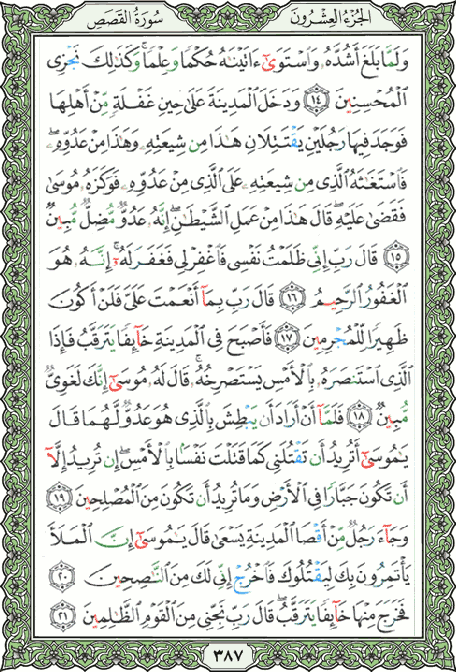 الجزء العشرون
سورة القصص
وَلَمَّا بَلَغَ أَشُدَّهُۥ وَٱسْتَوَىٰٓ ءَاتَيْنَـٰهُ حُكْمًا وَعِلْمًا ۚ وَكَذَٰلِكَ نَجْزِى
ٱلْمُحْسِنِينَ ١٤ وَدَخَلَ ٱلْمَدِينَةَ عَلَىٰ حِينِ غَفْلَةٍ مِّنْ أَهْلِهَا
فَوَجَدَ فِيهَا رَجُلَيْنِ يَقْتَتِلَانِ هَـٰذَا مِن شِيعَتِهِۦ وَهَـٰذَا مِنْ عَدُوِّهِۦ ۖ
فَٱسْتَغَـٰثَهُ ٱلَّذِى مِن شِيعَتِهِۦ عَلَى ٱلَّذِى مِنْ عَدُوِّهِۦ فَوَكَزَهُۥ مُوسَىٰ
فَقَضَىٰ عَلَيْهِ ۖ قَالَ هَـٰذَا مِنْ عَمَلِ ٱلشَّيْطَـٰنِ ۖ إِنَّهُۥ عَدُوٌّ مُّضِلٌّ مُّبِينٌ
١٥ قَالَ رَبِّ إِنِّى ظَلَمْتُ نَفْسِى فَٱغْفِرْ لِى فَغَفَرَ لَهُۥٓ ۚ إِنَّهُۥ هُوَ
ٱلْغَفُورُ ٱلرَّحِيمُ ١٦ قَالَ رَبِّ بِمَآ أَنْعَمْتَ عَلَىَّ فَلَنْ أَكُونَ
ظَهِيرًا لِّلْمُجْرِمِينَ ١٧ فَأَصْبَحَ فِى ٱلْمَدِينَةِ خَآئِفًا يَتَرَقَّبُ فَإِذَا
ٱلَّذِى ٱسْتَنصَرَهُۥ بِٱلْأَمْسِ يَسْتَصْرِخُهُۥ ۚ قَالَ لَهُۥ مُوسَىٰٓ إِنَّكَ لَغَوِىٌّ
مُّبِينٌ ١٨ فَلَمَّآ أَنْ أَرَادَ أَن يَبْطِشَ بِٱلَّذِى هُوَ عَدُوٌّ لَّهُمَا قَالَ
يَـٰمُوسَىٰٓ أَتُرِيدُ أَن تَقْتُلَنِى كَمَا قَتَلْتَ نَفْسًۢا بِٱلْأَمْسِ ۖ إِن تُرِيدُ إِلَّآ
أَن تَكُونَ جَبَّارًا فِى ٱلْأَرْضِ وَمَا تُرِيدُ أَن تَكُونَ مِنَ ٱلْمُصْلِحِينَ ١٩
وَجَآءَ رَجُلٌ مِّنْ أَقْصَا ٱلْمَدِينَةِ يَسْعَىٰ قَالَ يَـٰمُوسَىٰٓ إِنَّ ٱلْمَلَأَ
يَأْتَمِرُونَ بِكَ لِيَقْتُلُوكَ فَٱخْرُجْ إِنِّى لَكَ مِنَ ٱلنَّـٰصِحِينَ ٢٠
فَخَرَجَ مِنْهَا خَآئِفًا يَتَرَقَّبُ ۖ قَالَ رَبِّ نَجِّنِى مِنَ ٱلْقَوْمِ ٱلظَّـٰلِمِينَ ٢١
٣٨٧